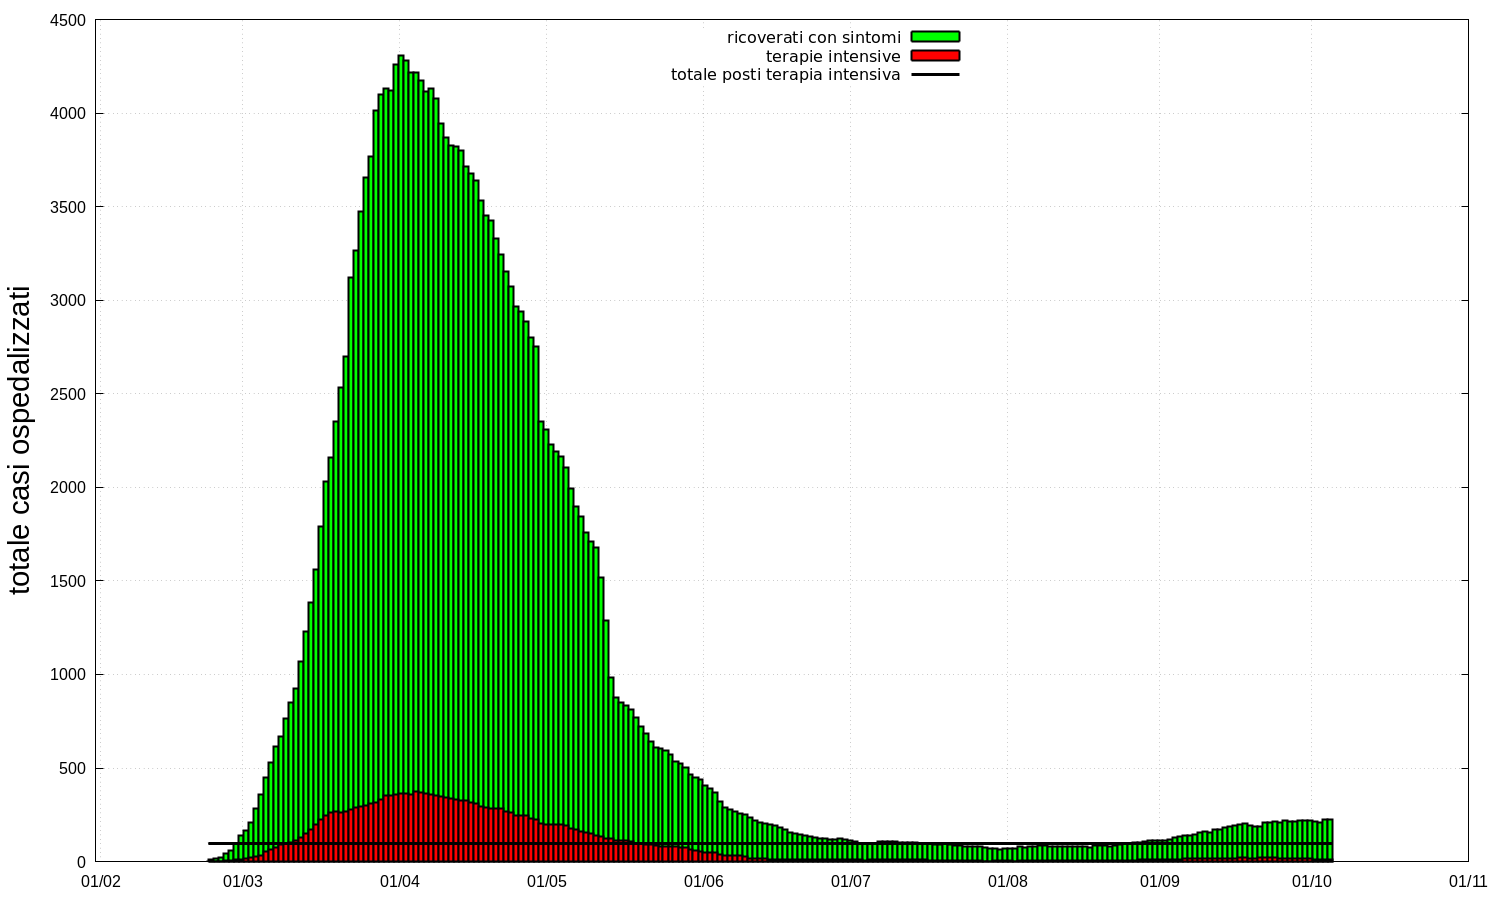 ricoverati con sintomi
terapie intensive
totale posti terapia intensiva
totale casi ospedalizzati
4500
4000
3500
3000
2500
2000
1500
1000
500
0
01/02 01/03 01/04 01/05 01/06 01/07 01/08 01/09 01/10 01/11